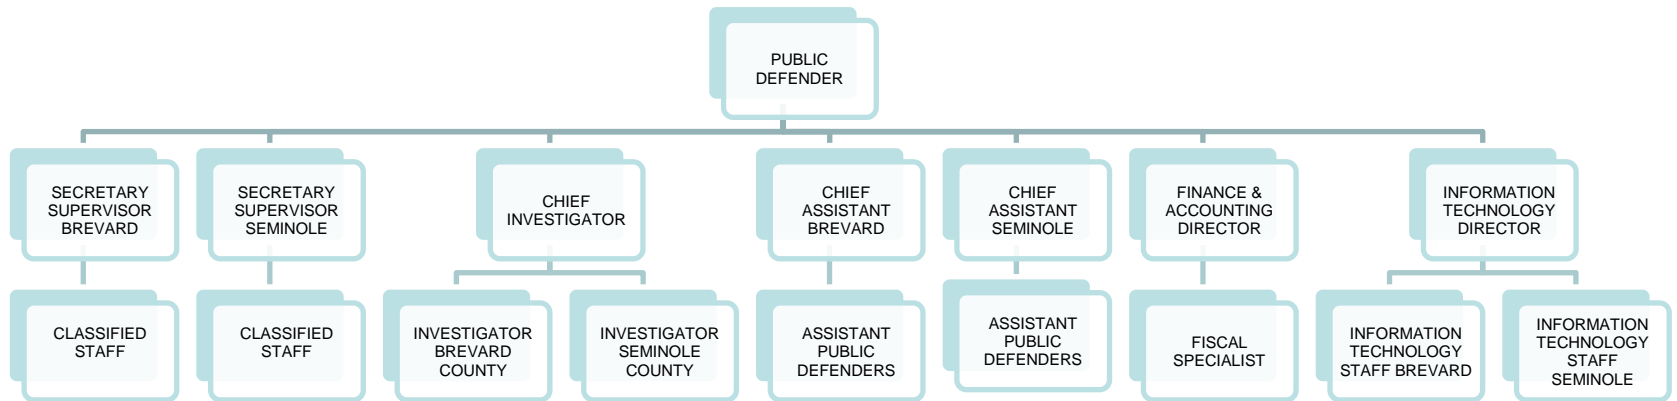 PUBLIC
DEFENDER
SECRETARY
SUPERVISOR
BREVARD
SECRETARY
SUPERVISOR
SEMINOLE
CHIEF
INVESTIGATOR
CHIEF
ASSISTANT
BREVARD
CHIEF
ASSISTANT
SEMINOLE
FINANCE &
ACCOUNTING
DIRECTOR
INFORMATION
TECHNOLOGY
DIRECTOR
CLASSIFIED
STAFF
CLASSIFIED
STAFF
INVESTIGATOR
BREVARD
COUNTY
INVESTIGATOR
SEMINOLE
COUNTY
ASSISTANT
PUBLIC
DEFENDERS
ASSISTANT
PUBLIC
DEFENDERS
FISCAL
SPECIALIST
INFORMATION
TECHNOLOGY
STAFF BREVARD
INFORMATION
TECHNOLOGY
STAFF
SEMINOLE